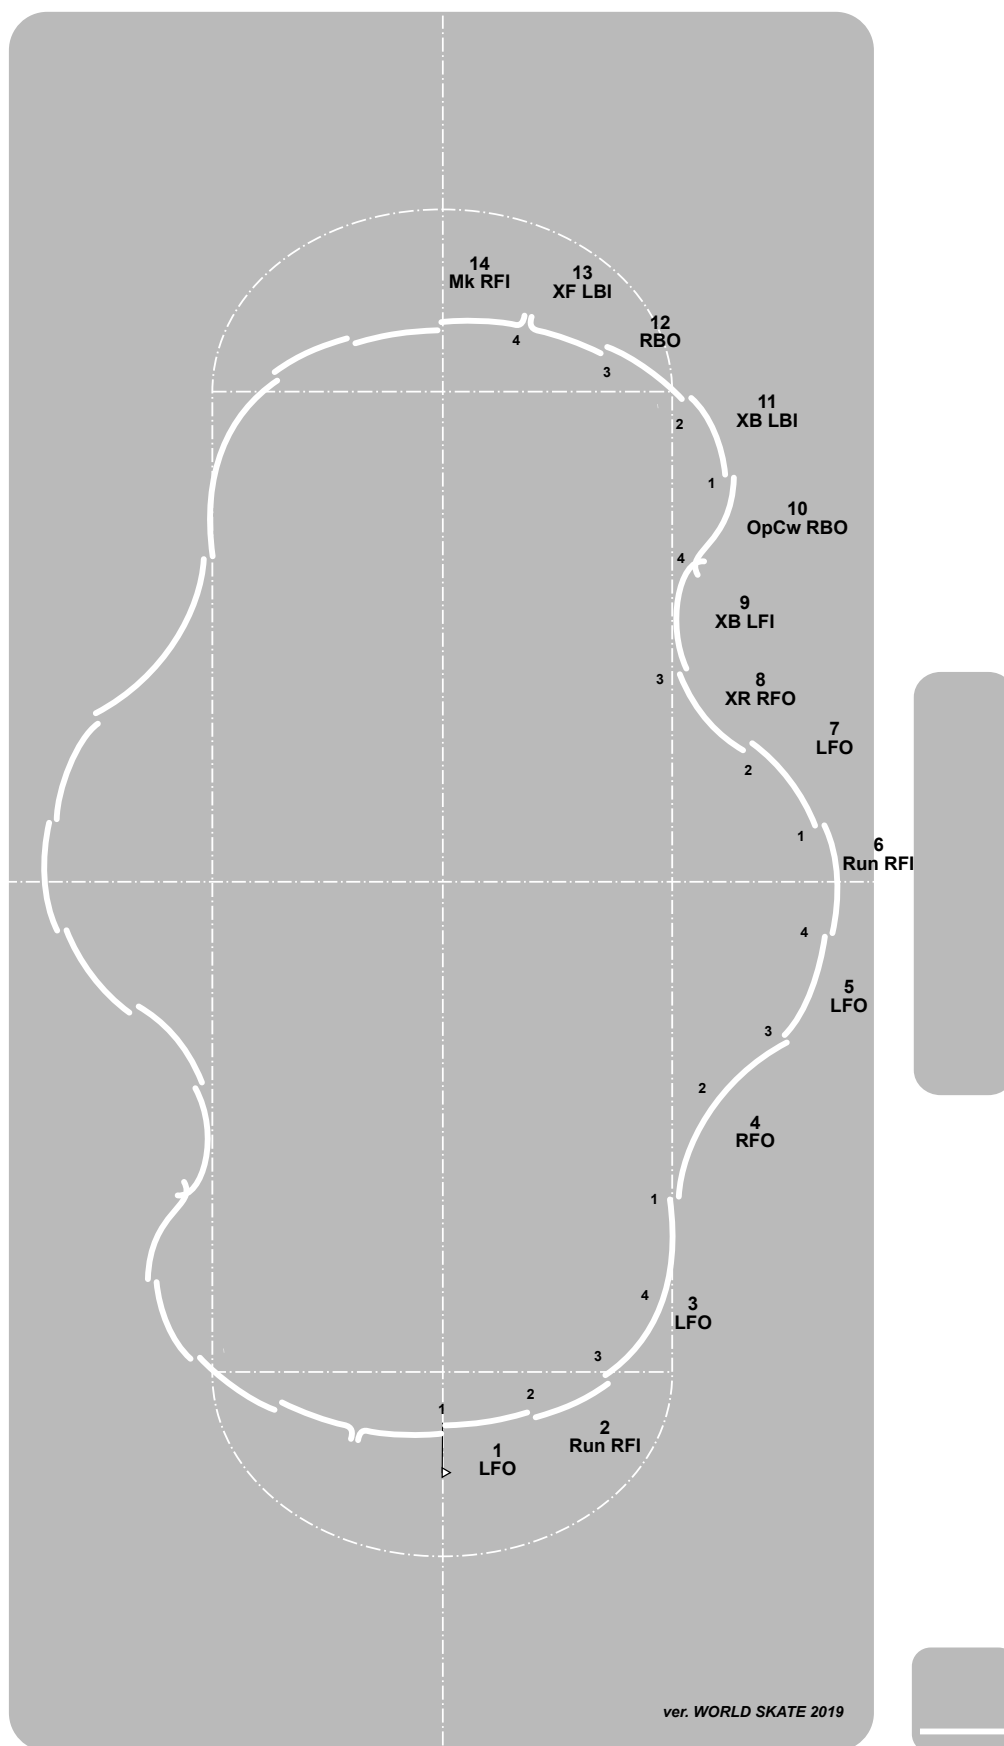 14
Mk RFI
13
XF LBI
12
RBO
4
3
11
XB LBI
2
1
10
OpCw RBO
4
9
XB LFI
3
8
XR RFO
7
LFO
2
1
6
Run RFI
4
5
LFO
3
2
4
RFO
1
4
3
LFO
3
2
1
2
Run RFI
1
LFO
ver. WORLD SKATE 2019